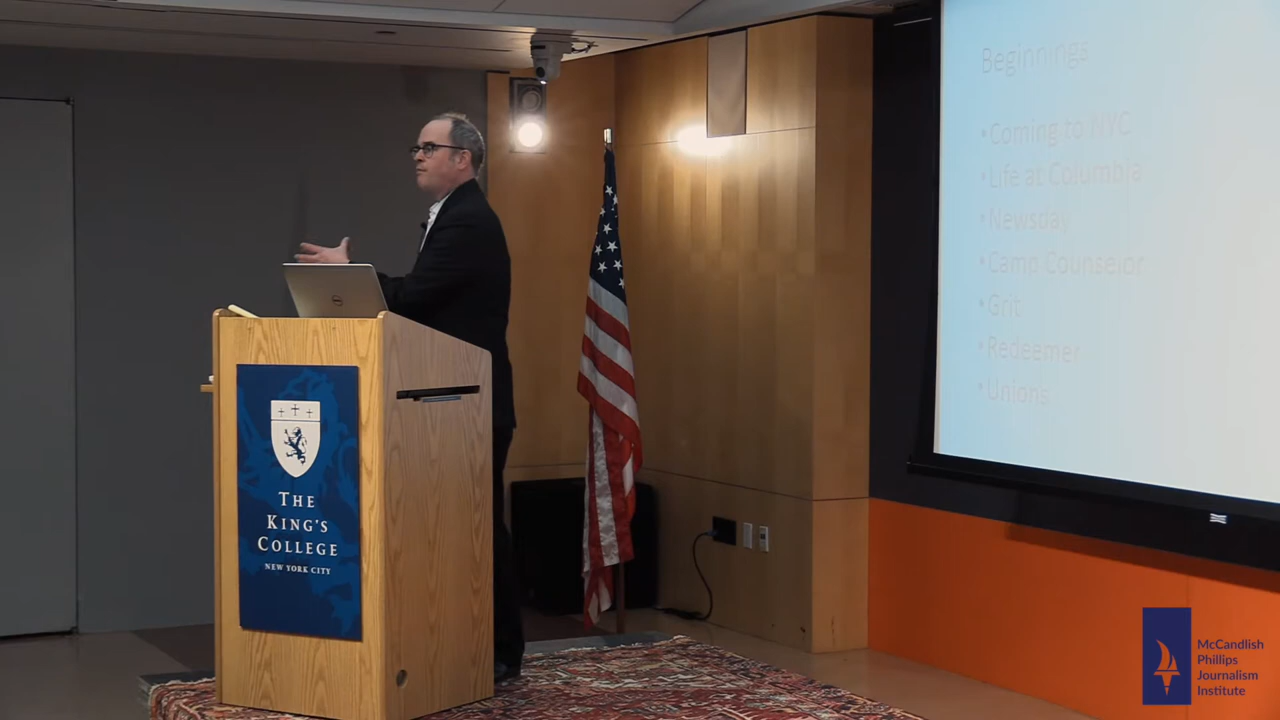 Beginnings
•Coming to NYC
•Life at Columbia
•Newsday
•Camp Counselor
•Grit
•Redeemer
•Unions
THE
KING'S
COLLEGE
NEW YORK CITY
McCandlish
Phillips
Journalism
Institute